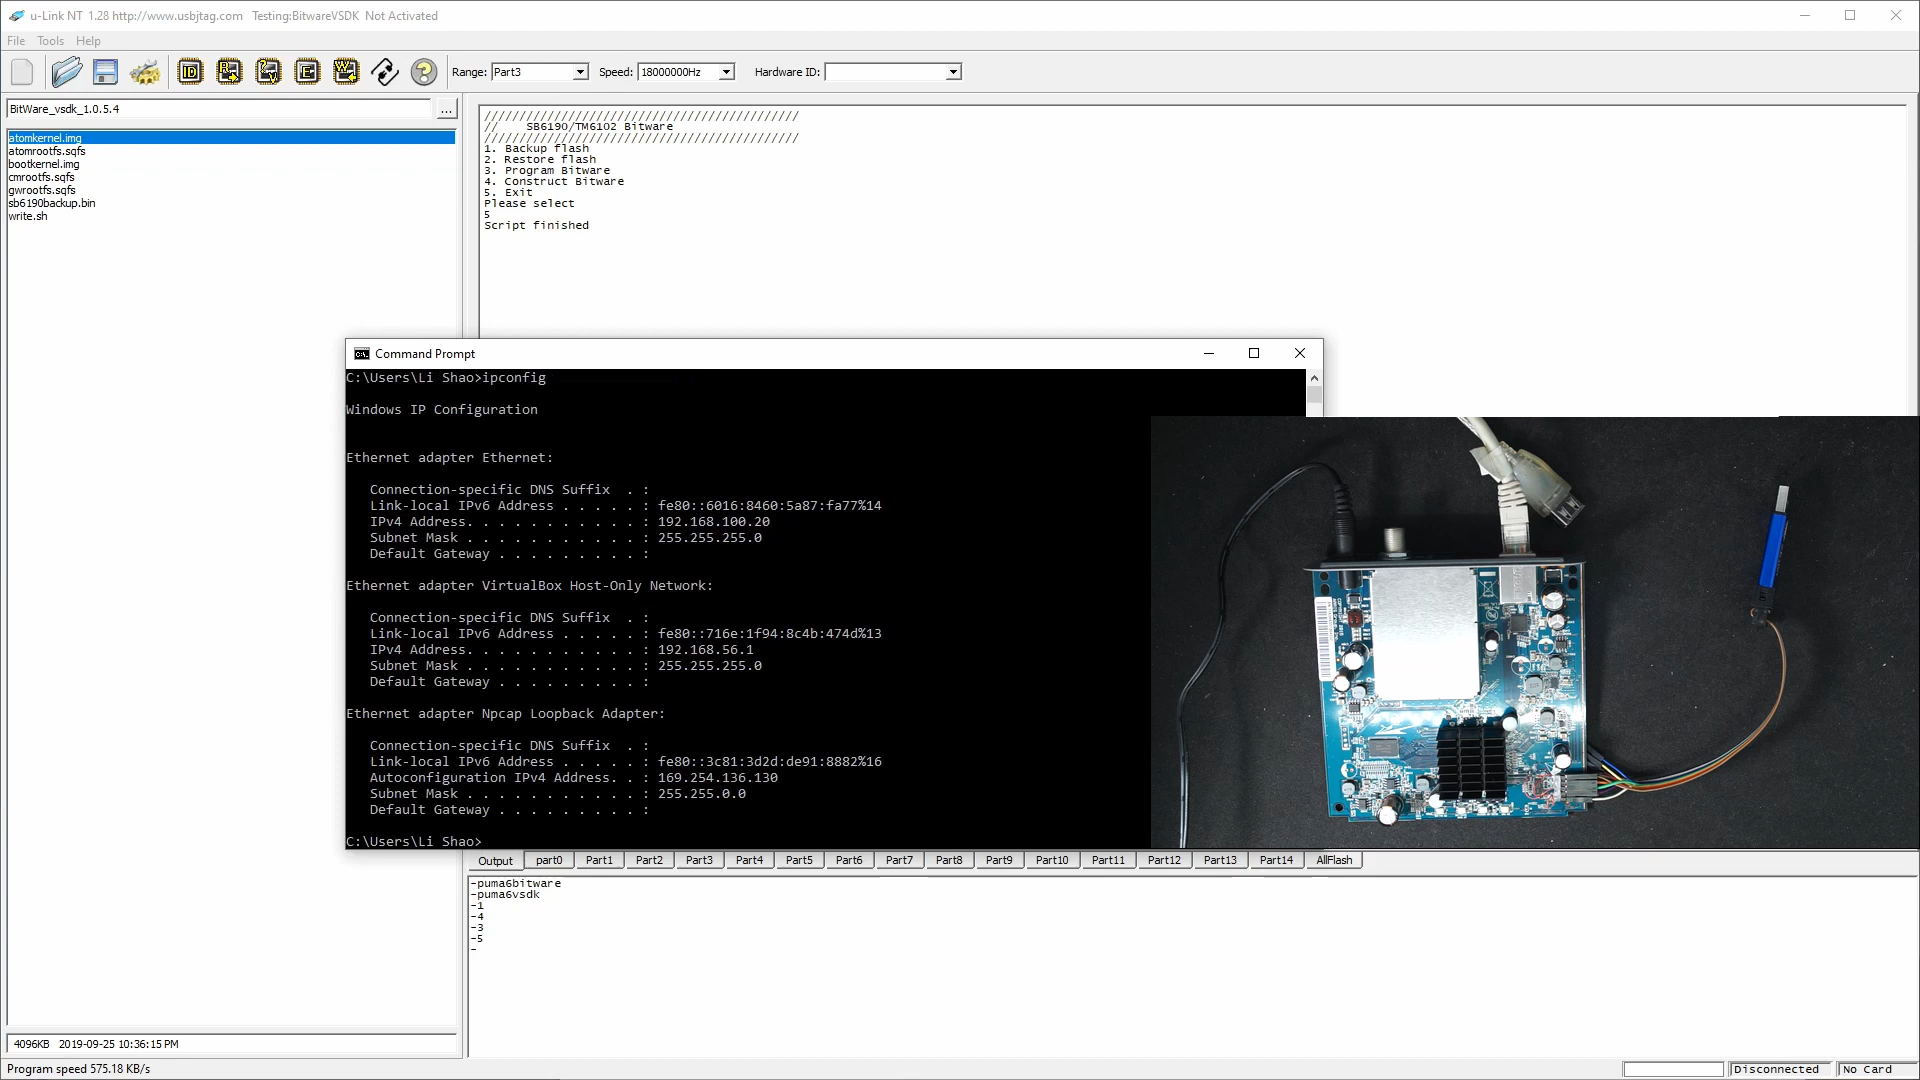 u-Link NT 1.28 http://www.usbjtag.com Testing:BitwareVSDK Not Activated
File Tools Help
ID R V E W
Range: Part3 Speed: 18000000Hz Hardware ID:
BitWare_vsdk_1.0.5.4 ...
atomkernel.img
atomrootfs.sqfs
bootkernel.img
cmrootfs.sqfs
gwrootfs.sqfs
sb6190backup.bin
write.sh
/////////////////////////////////////////////
// SB6190/TM6102 Bitware
/////////////////////////////////////////////
1. Backup flash
2. Restore flash
3. Program Bitware
4. Construct Bitware
5. Exit
Please select
5
Script finished
Command Prompt
C:\Users\Li Shao>ipconfig
Windows IP Configuration
Ethernet adapter Ethernet:
Connection-specific DNS Suffix . :
Link-local IPv6 Address . . . . . : fe80::6016:8460:5a87:fa77%14
IPv4 Address. . . . . . . . . . . : 192.168.100.20
Subnet Mask . . . . . . . . . . . : 255.255.255.0
Default Gateway . . . . . . . . . :
Ethernet adapter VirtualBox Host-Only Network:
Connection-specific DNS Suffix . :
Link-local IPv6 Address . . . . . : fe80::716e:1f94:8c4b:474d%13
IPv4 Address. . . . . . . . . . . : 192.168.56.1
Subnet Mask . . . . . . . . . . . : 255.255.255.0
Default Gateway . . . . . . . . . :
Ethernet adapter Npcap Loopback Adapter:
Connection-specific DNS Suffix . :
Link-local IPv6 Address . . . . . : fe80::3c81:3d2d:de91:8882%16
Autoconfiguration IPv4 Address. . : 169.254.136.130
Subnet Mask . . . . . . . . . . . : 255.255.0.0
Default Gateway . . . . . . . . . :
C:\Users\Li Shao>
Output part0 Part1 Part2 Part3 Part4 Part5 Part6 Part7 Part8 Part9 Part10 Part11 Part12 Part13 Part14 AllFlash
-puma6bitware
-puma6vsdk
-1
-4
-3
-5
-
4096KB 2019-09-25 10:36:15 PM
Program speed 575.18 KB/s
Disconnected No Card